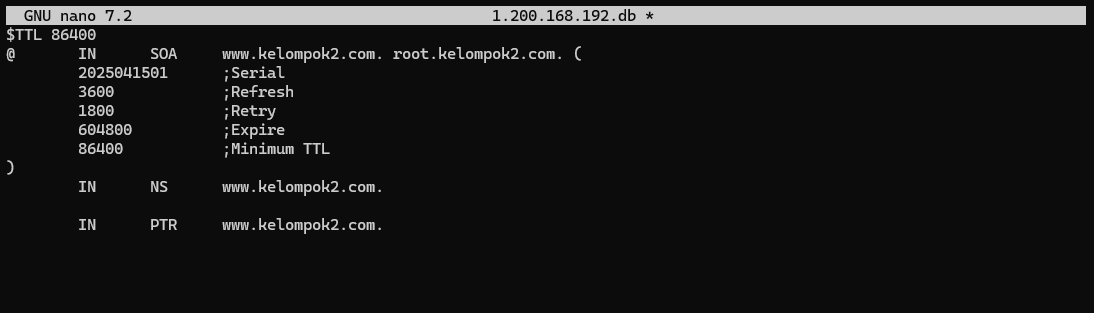 GNU nano 7.2 1.200.168.192.db *
$TTL 86400
@ IN SOA www.kelompok2.com. root.kelompok2.com. (
2025041501 ;Serial
3600 ;Refresh
1800 ;Retry
604800 ;Expire
86400 ;Minimum TTL
)
IN NS www.kelompok2.com.
IN PTR www.kelompok2.com.